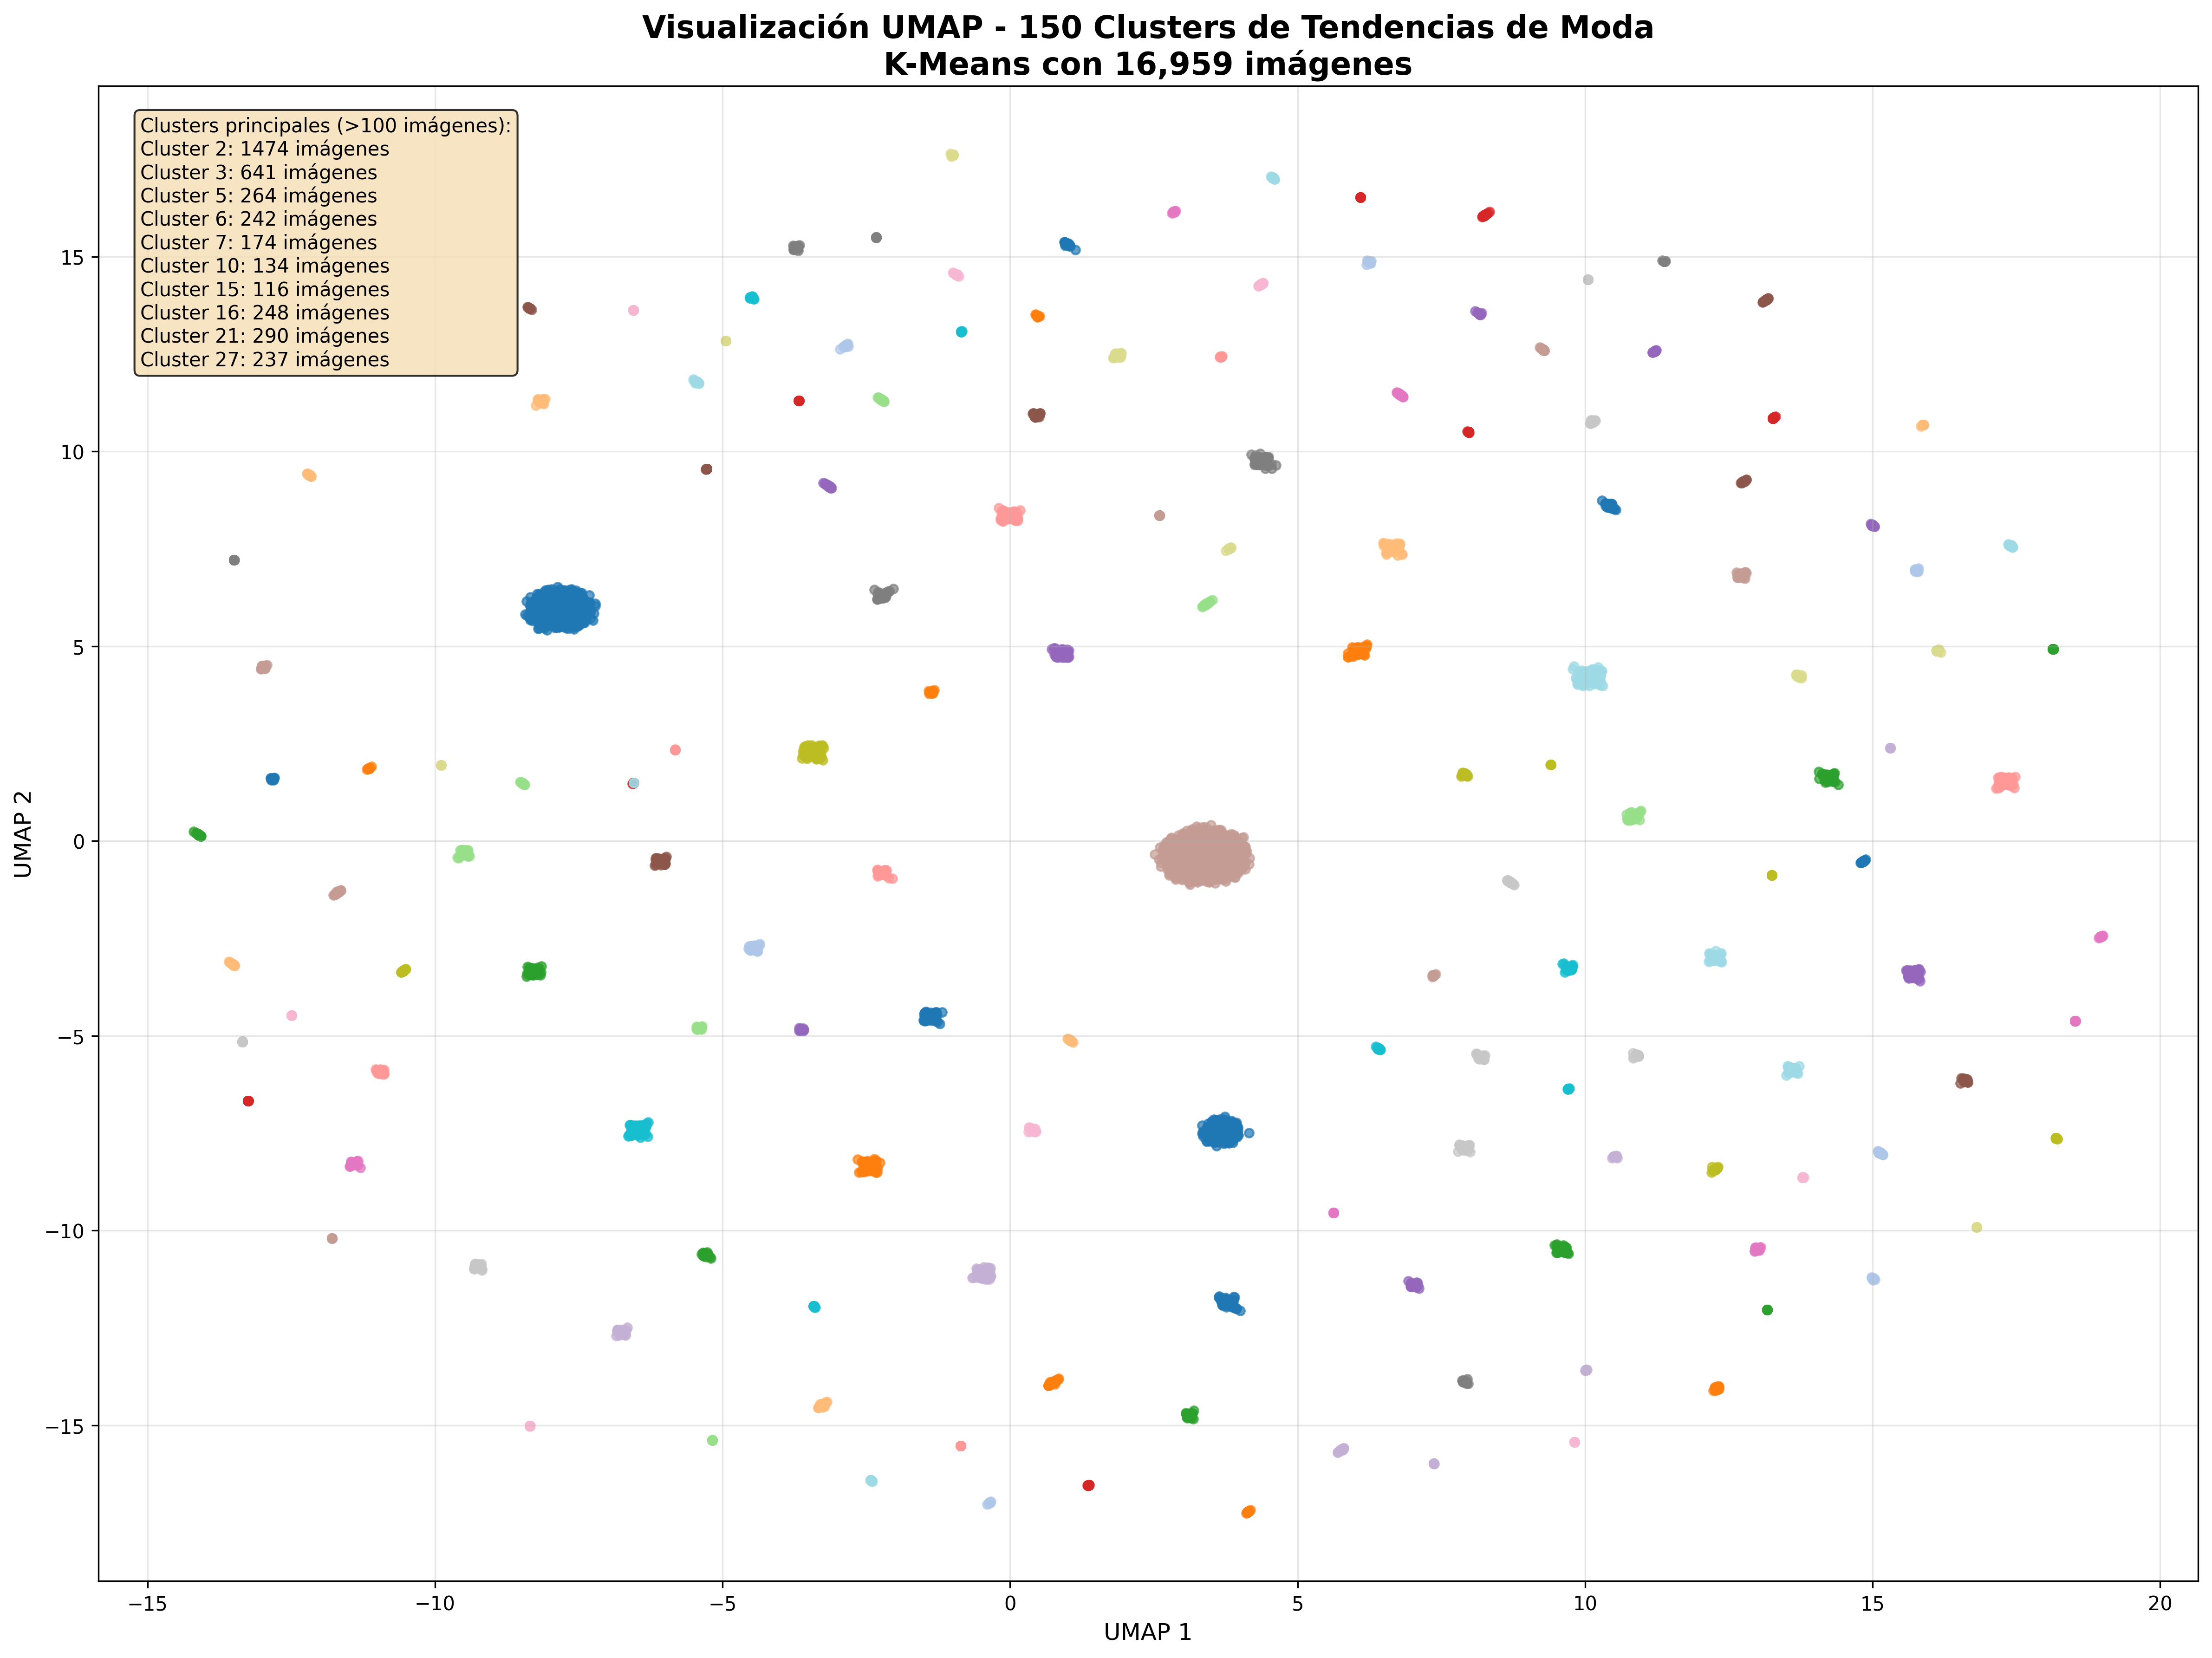 Visualización UMAP - 150 Clusters de Tendencias de Moda
K-Means con 16,959 imágenes
Clusters principales (>100 imágenes):
Cluster 2: 1474 imágenes
Cluster 3: 641 imágenes
Cluster 5: 264 imágenes
Cluster 6: 242 imágenes
Cluster 7: 174 imágenes
Cluster 10: 134 imágenes
Cluster 15: 116 imágenes
Cluster 16: 248 imágenes
Cluster 21: 290 imágenes
Cluster 27: 237 imágenes
15
10
5
0
−5
−10
−15
UMAP 2
−15 −10 −5 0 5 10 15 20
UMAP 1